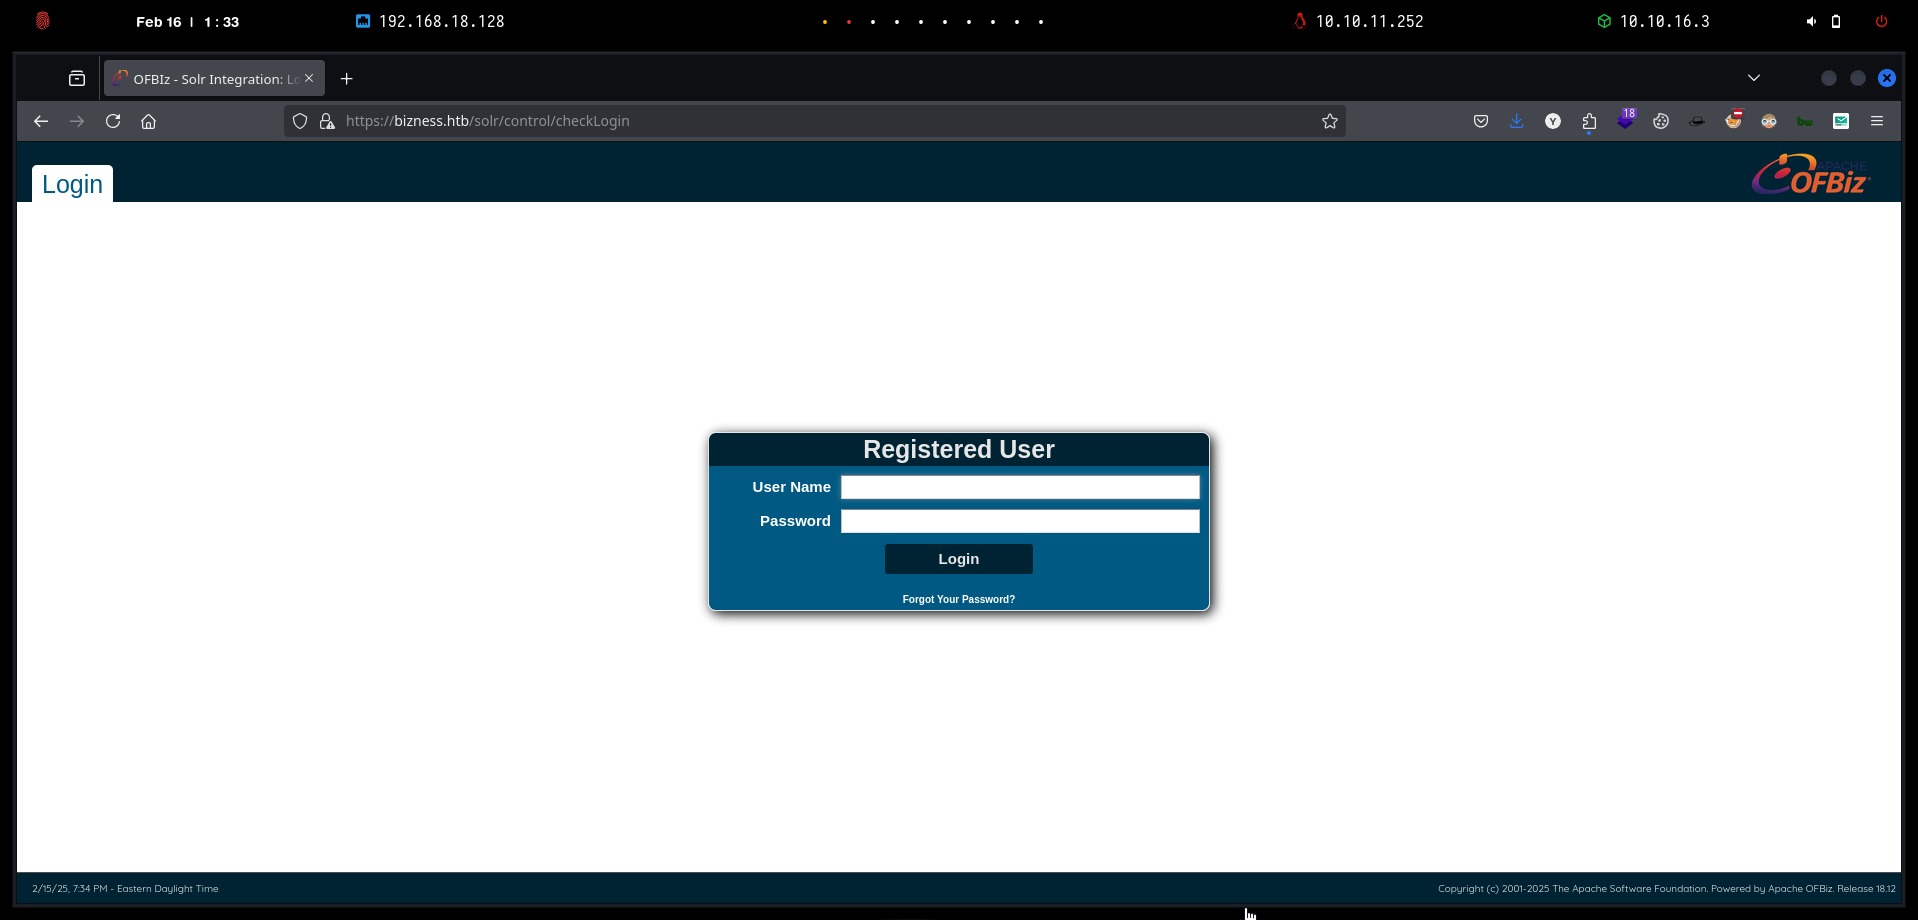 Feb 16 | 1:33 192.168.18.128 10.10.11.252 10.10.16.3
OFBIz - Solr Integration: Lo
https://bizness.htb/solr/control/checkLogin
18
Y
bw
Login
APACHE
OFBiz
Registered User
User Name
Password
Login
Forgot Your Password?
2/15/25, 7:34 PM - Eastern Daylight Time
Copyright (c) 2001-2025 The Apache Software Foundation. Powered by Apache OFBiz. Release 18.12